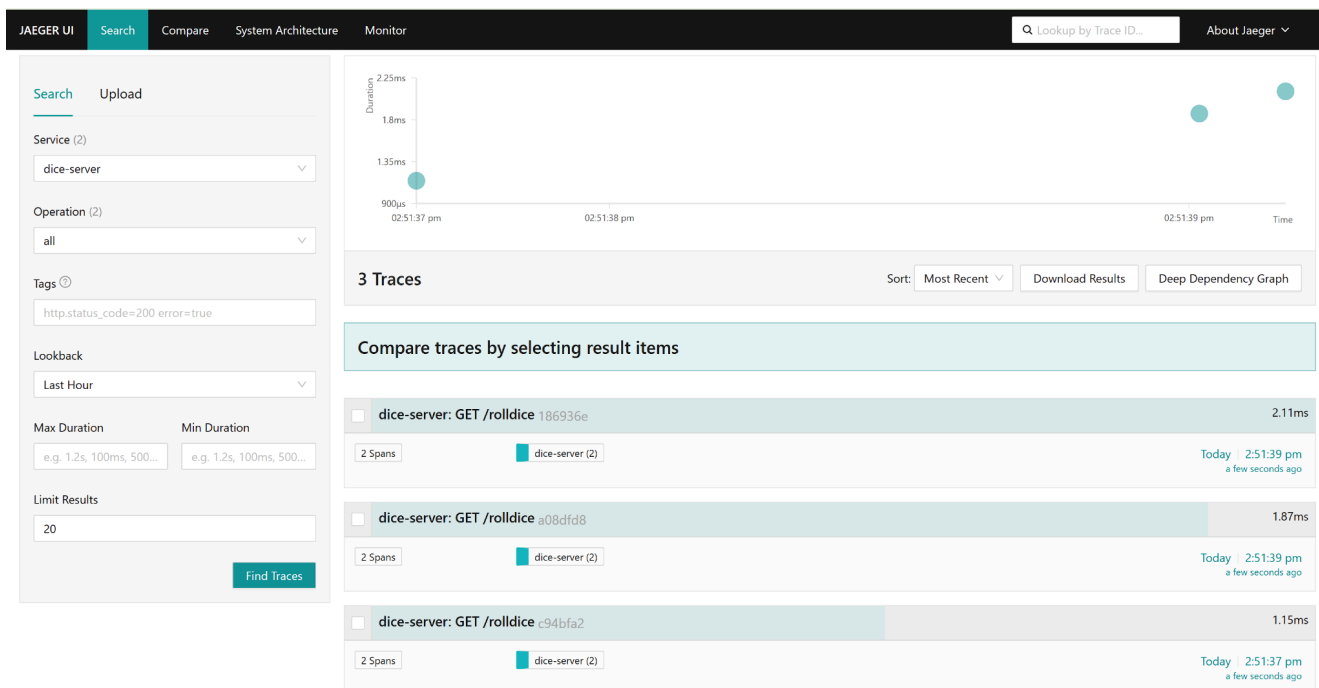 JAEGER UI Search Compare System Architecture Monitor Lookup by Trace ID... About Jaeger
Search Upload
Service (2)
dice-server
Operation (2)
all
Tags ?
http.status_code=200 error=true
Lookback
Last Hour
Max Duration Min Duration
e.g. 1.2s, 100ms, 500... e.g. 1.2s, 100ms, 500...
Limit Results
20
Find Traces
Duration
2.25ms
1.8ms
1.35ms
900μs
02:51:37 pm 02:51:38 pm 02:51:39 pm Time
3 Traces Sort: Most Recent Download Results Deep Dependency Graph
Compare traces by selecting result items
dice-server: GET /rolldice 186936e 2.11ms
2 Spans dice-server (2) Today 2:51:39 pm
a few seconds ago
dice-server: GET /rolldice a08dfd8 1.87ms
2 Spans dice-server (2) Today 2:51:39 pm
a few seconds ago
dice-server: GET /rolldice c94bfa2 1.15ms
2 Spans dice-server (2) Today 2:51:37 pm
a few seconds ago